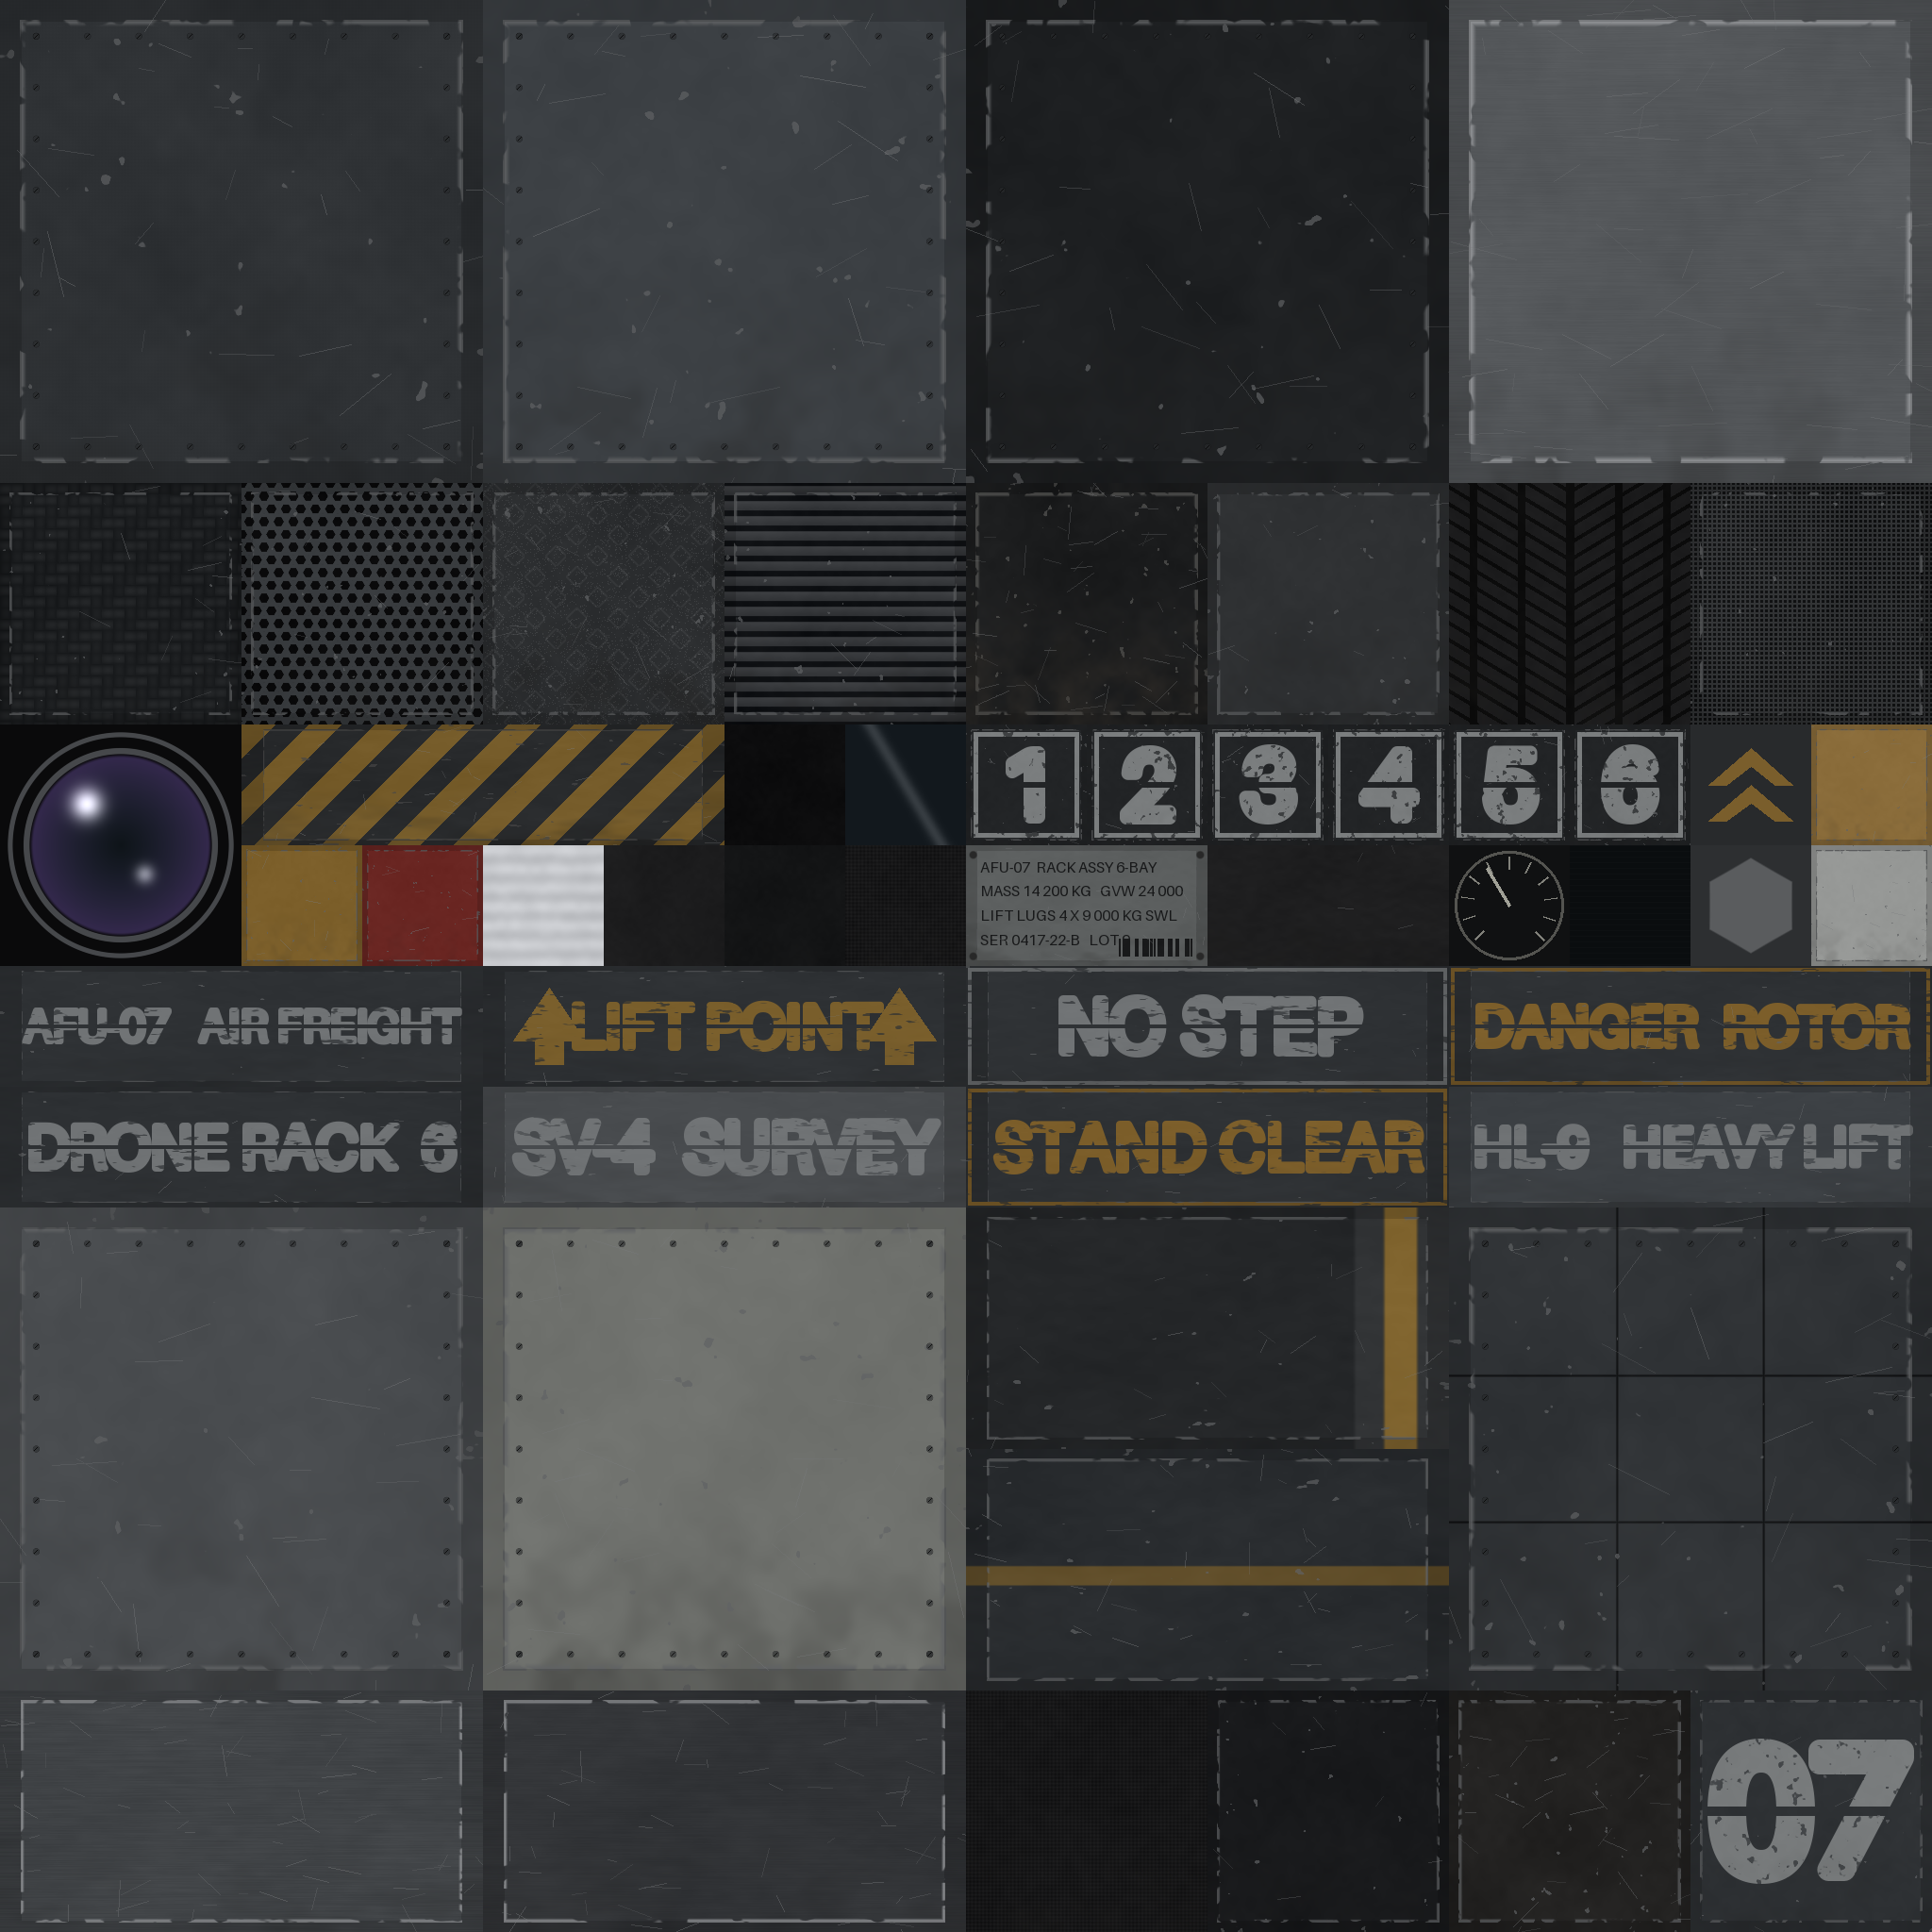 1 2 3 4 5 6
AFU-07 RACK ASSY 6-BAY
MASS 14 200 KG GVW 24 000
LIFT LUGS 4 X 9 000 KG SWL
SER 0417-22-B LOT
AFU-07 AIR FREIGHT
LIFT POINT
NO STEP
DANGER ROTOR
DRONE RACK 6
SV-4 SURVEY
STAND CLEAR
HL-9 HEAVY LIFT
07